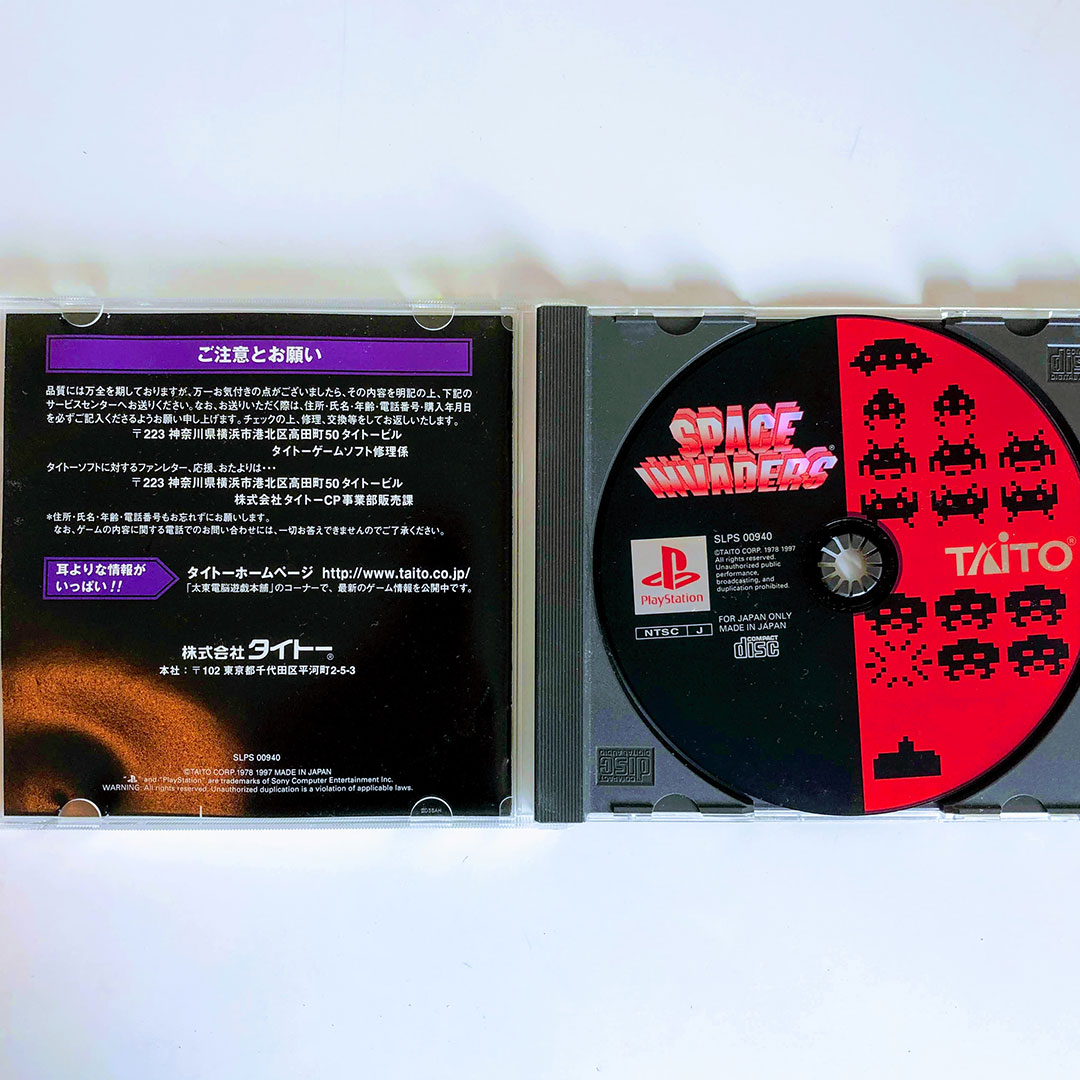 ご注意とお願い
品質には万全を期しておりますが、万一お気付きの点がございましたら、その内容を明記の上、下記の
サービスセンターへお送りください。なお、お送りいただく際は、住所・氏名・年齢・電話番号・購入年月日
を必ずご記入くださるようお願い申し上げます。チェックの上、修理、交換等をしてお返しいたします。
〒223 神奈川県横浜市港北区高田町50 タイトービル
タイトーゲームソフト修理係
タイトーソフトに対するファンレター、応援、おたよりは・・・
〒223 神奈川県横浜市港北区高田町50 タイトービル
株式会社タイトーCP事業部販売課
*住所・氏名・年齢・電話番号もお忘れずにお願いします。
なお、ゲームの内容に関する電話でのお問い合わせには、一切お答えできませんのでご了承ください。
耳よりな情報が
いっぱい!!
タイトーホームページ http://www.taito.co.jp/
「太東電脳遊戯本舗」のコーナーで、最新のゲーム情報を公開中です。
株式会社 タイトー®
本社:〒102 東京都千代田区平河町2-5-3
SLPS 00940
©TAITO CORP. 1978 1997 MADE IN JAPAN
" " and "PlayStation" are trademarks of Sony Computer Entertainment Inc.
WARNING: All rights reserved. Unauthorized duplication is a violation of applicable laws.
SPACE
INVADERS®
SLPS 00940
©TAITO CORP. 1978 1997
All rights reserved.
Unauthorized public
performance,
broadcasting, and
duplication prohibited.
PlayStation
FOR JAPAN ONLY
MADE IN JAPAN
NTSC J
COMPACT
disc
TAITO®
COMPACT
disc
DIGITAL AUDIO